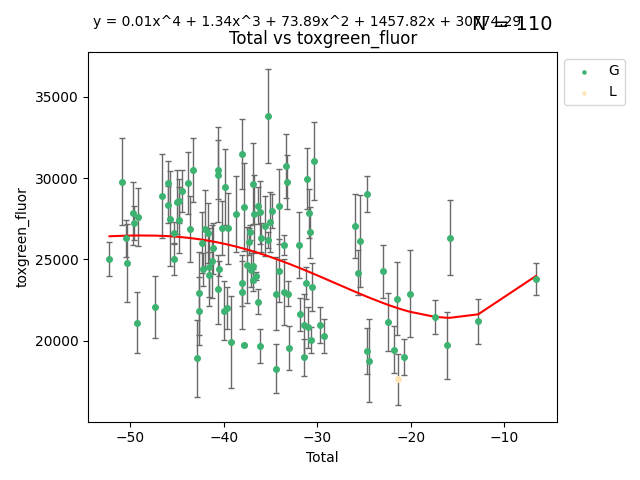 y = 0.01x^4 + 1.34x^3 + 73.89x^2 + 1457.82x + 30774.29
N = 110
Total vs toxgreen_fluor
G
L
35000
30000
25000
20000
toxgreen_fluor
−50 −40 −30 −20 −10
Total